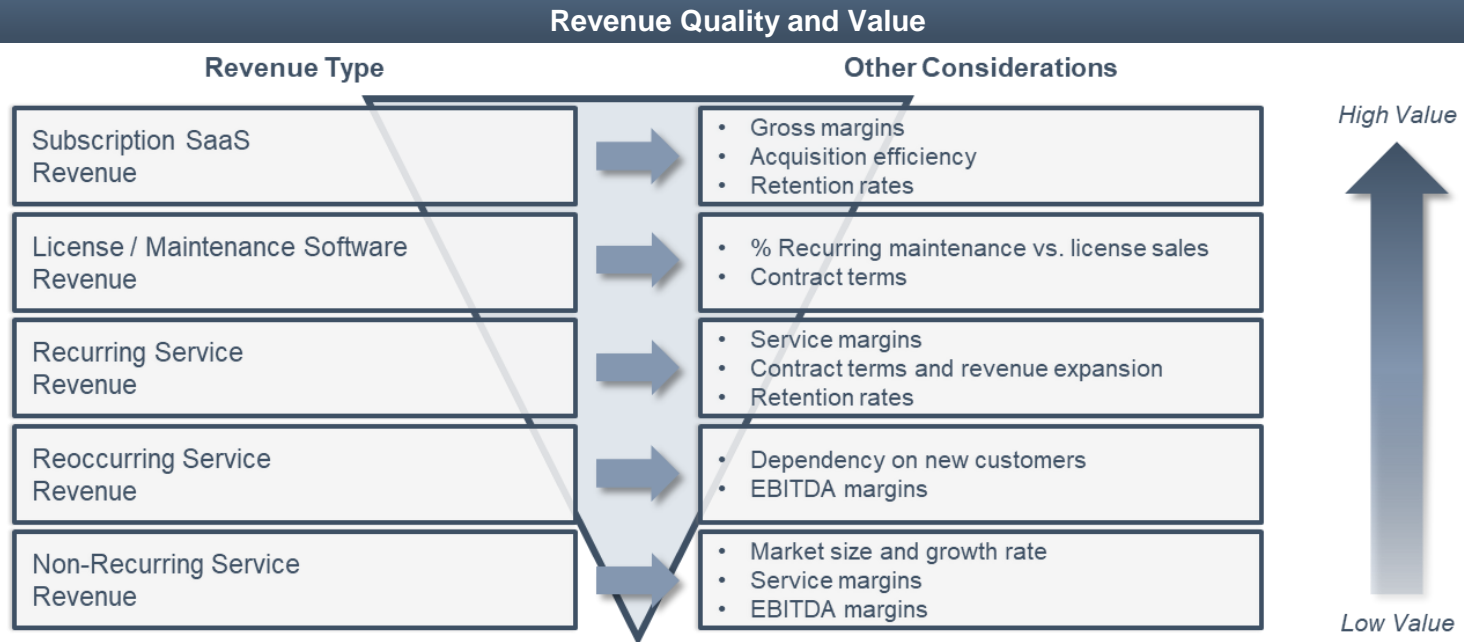 Revenue Quality and Value
Revenue Type
Other Considerations
High Value
Subscription SaaS
Revenue
• Gross margins
• Acquisition efficiency
• Retention rates
License / Maintenance Software
Revenue
• % Recurring maintenance vs. license sales
• Contract terms
Recurring Service
Revenue
• Service margins
• Contract terms and revenue expansion
• Retention rates
Reoccurring Service
Revenue
• Dependency on new customers
• EBITDA margins
Non-Recurring Service
Revenue
• Market size and growth rate
• Service margins
• EBITDA margins
Low Value